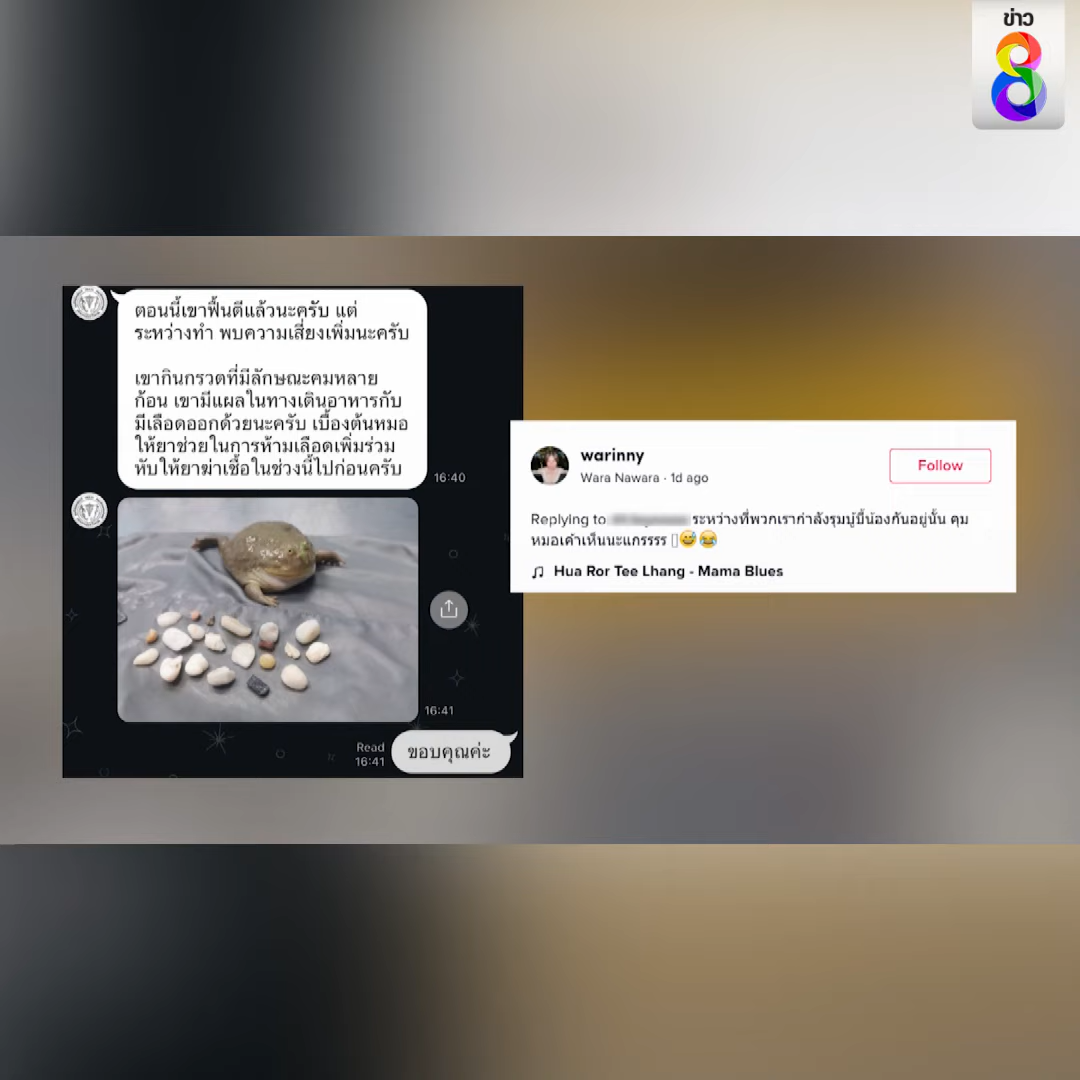 ข่าว
8
ตอนนี้เขาฟื้นดีแล้วนะครับ แต่
ระหว่างทำ พบความเสี่ยงเพิ่มนะครับ
เขากินกรวดที่มีลักษณะคมหลาย
ก้อน เขามีแผลในทางเดินอาหารกับ
มีเลือดออกด้วยนะครับ เบื้องต้นหมอ
ให้ยาช่วยในการห้ามเลือดเพิ่มร่วม
หับให้ยาฆ่าเชื้อในช่วงนี้ไปก่อนครับ
16:40
16:41
Read
16:41
ขอบคุณค่ะ
warinny
Wara Nawara · 1d ago
Follow
Replying to ระหว่างที่พวกเรากำลังรุมบู้บี้น้องกันอยู่นั้น คุม
หมอเค้าเห็นนะแกรรรร 😅😂
Hua Ror Tee Lhang - Mama Blues